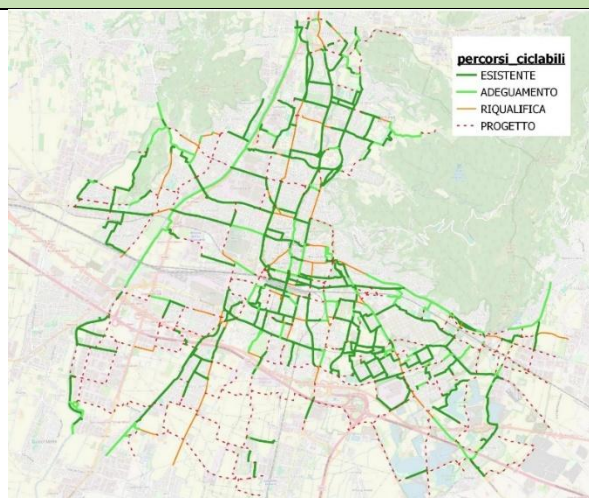 percorsi_ciclabili
ESISTENTE
ADEGUAMENTO
RIQUALIFICA
PROGETTO